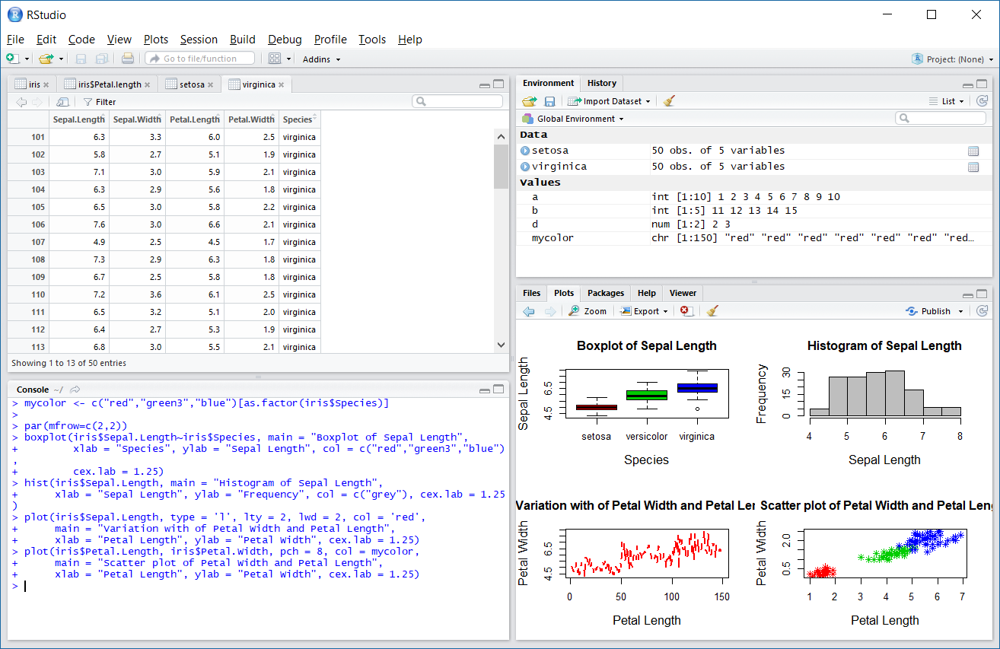 RStudio
File Edit Code View Plots Session Build Debug Profile Tools Help
Go to file/function Addins Project: (None)
iris iris$Petal.length setosa virginica
Filter
Sepal.Length Sepal.Width Petal.Length Petal.Width Species
101 6.3 3.3 6.0 2.5 virginica
102 5.8 2.7 5.1 1.9 virginica
103 7.1 3.0 5.9 2.1 virginica
104 6.3 2.9 5.6 1.8 virginica
105 6.5 3.0 5.8 2.2 virginica
106 7.6 3.0 6.6 2.1 virginica
107 4.9 2.5 4.5 1.7 virginica
108 7.3 2.9 6.3 1.8 virginica
109 6.7 2.5 5.8 1.8 virginica
110 7.2 3.6 6.1 2.5 virginica
111 6.5 3.2 5.1 2.0 virginica
112 6.4 2.7 5.3 1.9 virginica
113 6.8 3.0 5.5 2.1 virginica
Showing 1 to 13 of 50 entries
Console ~/
> mycolor <- c("red","green3","blue")[as.factor(iris$Species)]
>
> par(mfrow=c(2,2))
> boxplot(iris$Sepal.Length~iris$Species, main = "Boxplot of Sepal Length",
+ xlab = "Species", ylab = "Sepal Length", col = c("red","green3","blue")
,
+ cex.lab = 1.25)
> hist(iris$Sepal.Length, main = "Histogram of Sepal Length",
+ xlab = "Sepal Length", ylab = "Frequency", col = c("grey"), cex.lab = 1.25
)
> plot(iris$Sepal.Length, type = 'l', lty = 2, lwd = 2, col = 'red',
+ main = "Variation with of Petal Width and Petal Length",
+ xlab = "Petal Length", ylab = "Petal Width", cex.lab = 1.25)
> plot(iris$Petal.Length, iris$Petal.Width, pch = 8, col = mycolor,
+ main = "Scatter plot of Petal Width and Petal Length",
+ xlab = "Petal Length", ylab = "Petal Width", cex.lab = 1.25)
>
Environment History
Import Dataset List
Global Environment
Data
setosa 50 obs. of 5 variables
virginica 50 obs. of 5 variables
Values
a int [1:10] 1 2 3 4 5 6 7 8 9 10
b int [1:5] 11 12 13 14 15
d num [1:2] 2 3
mycolor chr [1:150] "red" "red" "red" "red" "red" "red" "red…
Files Plots Packages Help Viewer
Zoom Export Publish
Boxplot of Sepal Length
Sepal Length
4.5 6.5
setosa versicolor virginica
Species
Histogram of Sepal Length
Frequency
0 15 30
4 5 6 7 8
Sepal Length
Variation with of Petal Width and Petal Ler
Petal Width
4.5 6.5
0 50 100 150
Petal Length
Scatter plot of Petal Width and Petal Leng
Petal Width
0.5 2.0
1 2 3 4 5 6 7
Petal Length